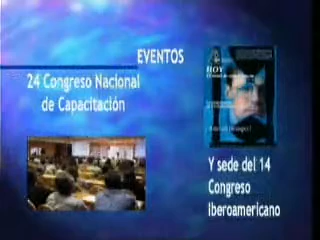 EVENTOS
24 Congreso Nacional
de Capacitación
HOY
Y sede del 14
Congreso
Iberoamericano